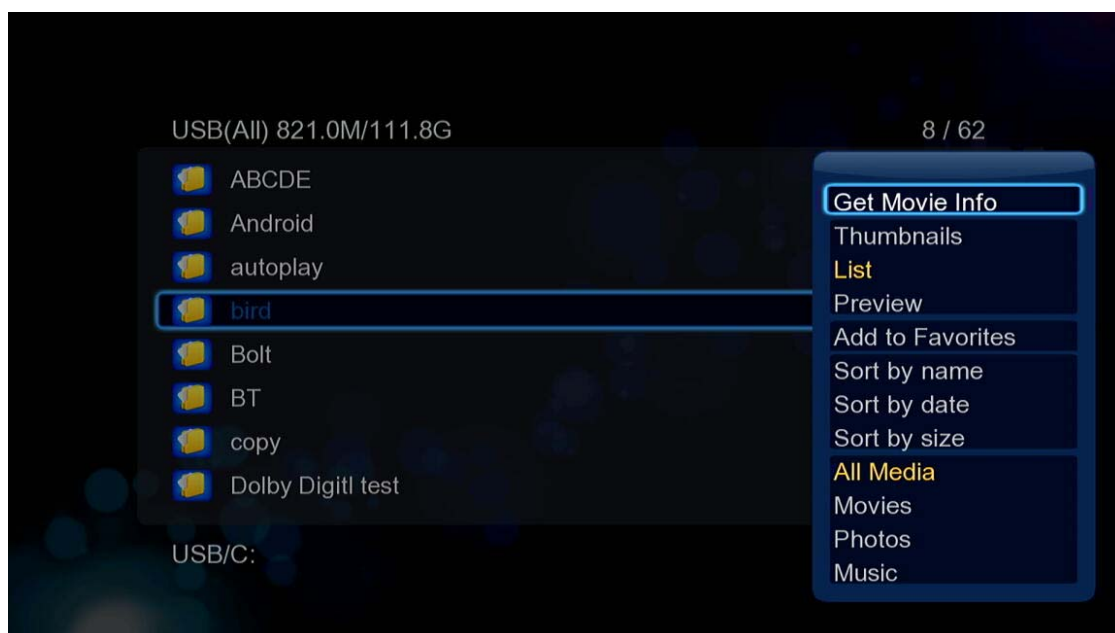 USB(All) 821.0M/111.8G
8 / 62
ABCDE
Android
autoplay
bird
Bolt
BT
copy
Dolby Digitl test
USB/C:
Get Movie Info
Thumbnails
List
Preview
Add to Favorites
Sort by name
Sort by date
Sort by size
All Media
Movies
Photos
Music